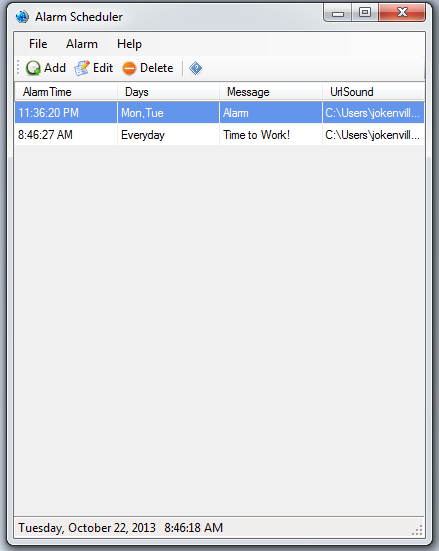 Alarm Scheduler
File Alarm Help
Add Edit Delete
AlarmTime Days Message UrlSound
11:36:20 PM Mon,Tue Alarm C:\Users\jokenvill...
8:46:27 AM Everyday Time to Work! C:\Users\jokenvill...
Tuesday, October 22, 2013 8:46:18 AM